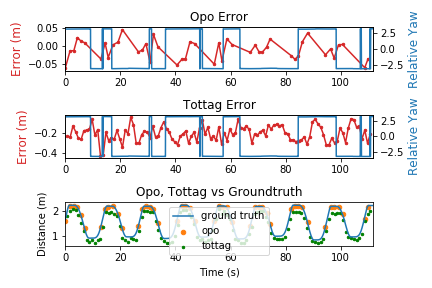 Opo Error
Error (m)
0.05
0.00
−0.05
2.5
0.0
−2.5
Relative Yaw
0 20 40 60 80 100
Tottag Error
Error (m)
−0.2
−0.4
2.5
0.0
−2.5
Relative Yaw
0 20 40 60 80 100
Opo, Tottag vs Groundtruth
Distance (m)
2
1
ground truth
opo
tottag
0 20 40 60 80 100
Time (s)